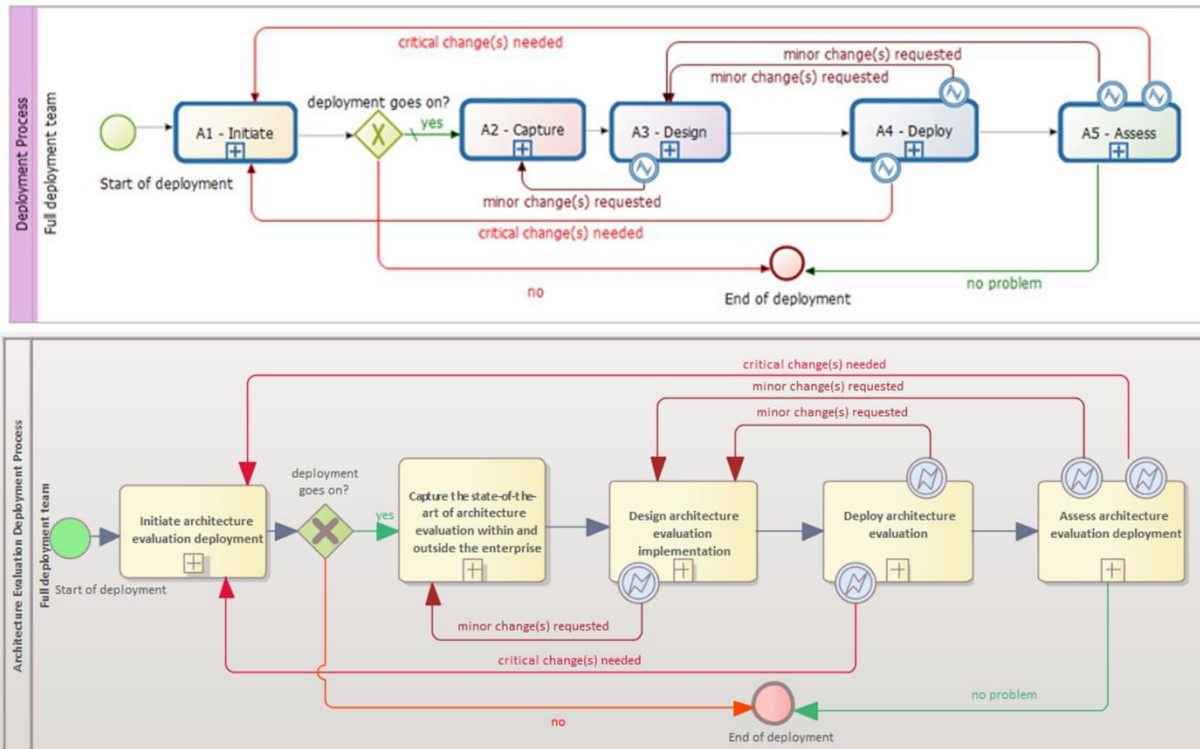 Deployment Process
Full deployment team
critical change(s) needed
minor change(s) requested
minor change(s) requested
deployment goes on?
yes
A1 - Initiate
A2 - Capture
A3 - Design
A4 - Deploy
A5 - Assess
Start of deployment
minor change(s) requested
critical change(s) needed
no
no problem
End of deployment
Architecture Evaluation Deployment Process
Full deployment team
critical change(s) needed
minor change(s) requested
minor change(s) requested
deployment
goes on?
yes
Initiate architecture
evaluation deployment
Capture the state-of-the-
art of architecture
evaluation within and
outside the enterprise
Design architecture
evaluation
implementation
Deploy architecture
evaluation
Assess architecture
evaluation deployment
Start of deployment
minor change(s) requested
critical change(s) needed
no
no problem
End of deployment